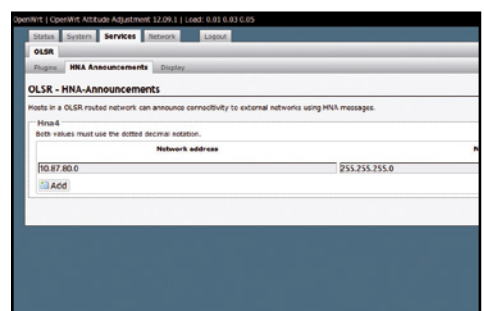 OpenWrt | OpenWrt Attitude Adjustment 12.09.1 | Load: 0.01 0.03 0.05
Status System Services Network Logout
OLSR
Plugins HNA Announcements Display
OLSR - HNA-Announcements
Hosts in a OLSR routed network can announce connectivity to external networks using HNA messages.
Hna4
Both values must use the dotted decimal notation.
Network address N
10.87.80.0 255.255.255.0
Add